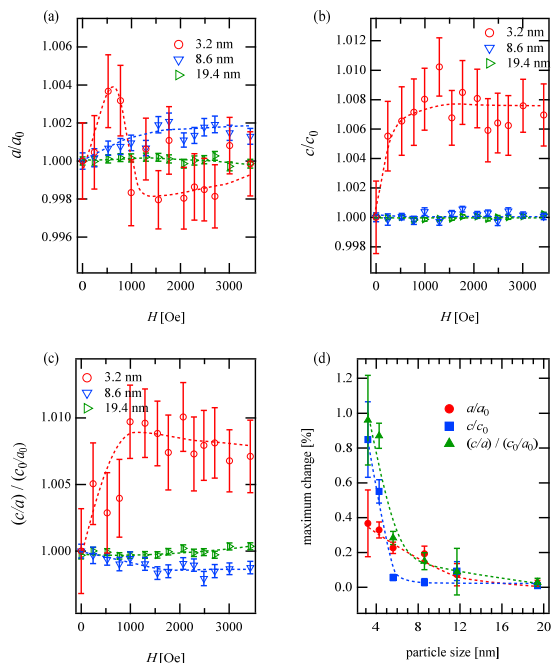 (a)
1.006
1.004
1.002
1.000
0.998
0.996
a/a0
3.2 nm
8.6 nm
19.4 nm
0
1000
2000
3000
H [Oe]
(b)
1.012
1.010
1.008
1.006
1.004
1.002
1.000
0.998
c/c0
3.2 nm
8.6 nm
19.4 nm
0
1000
2000
3000
H [Oe]
(c)
1.010
1.005
1.000
(c/a) / (c0/a0)
3.2 nm
8.6 nm
19.4 nm
0
1000
2000
3000
H [Oe]
(d)
1.2
1.0
0.8
0.6
0.4
0.2
0.0
maximum change [%]
a/a0
c/c0
(c/a) / (c0/a0)
4
8
12
16
20
particle size [nm]